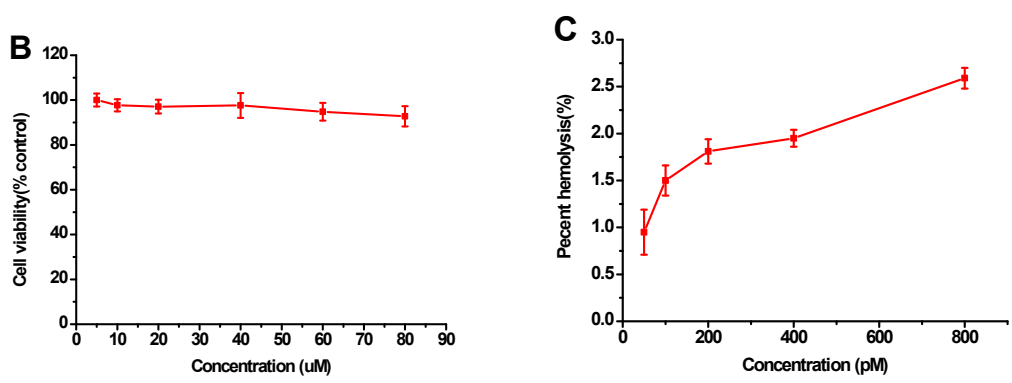 B
120
100
80
60
40
20
0
Cell viability(% control)
0 10 20 30 40 50 60 70 80 90
Concentration (uM)
C
3.0
2.5
2.0
1.5
1.0
0.5
0.0
Pecent hemolysis(%)
0 200 400 600 800
Concentration (pM)